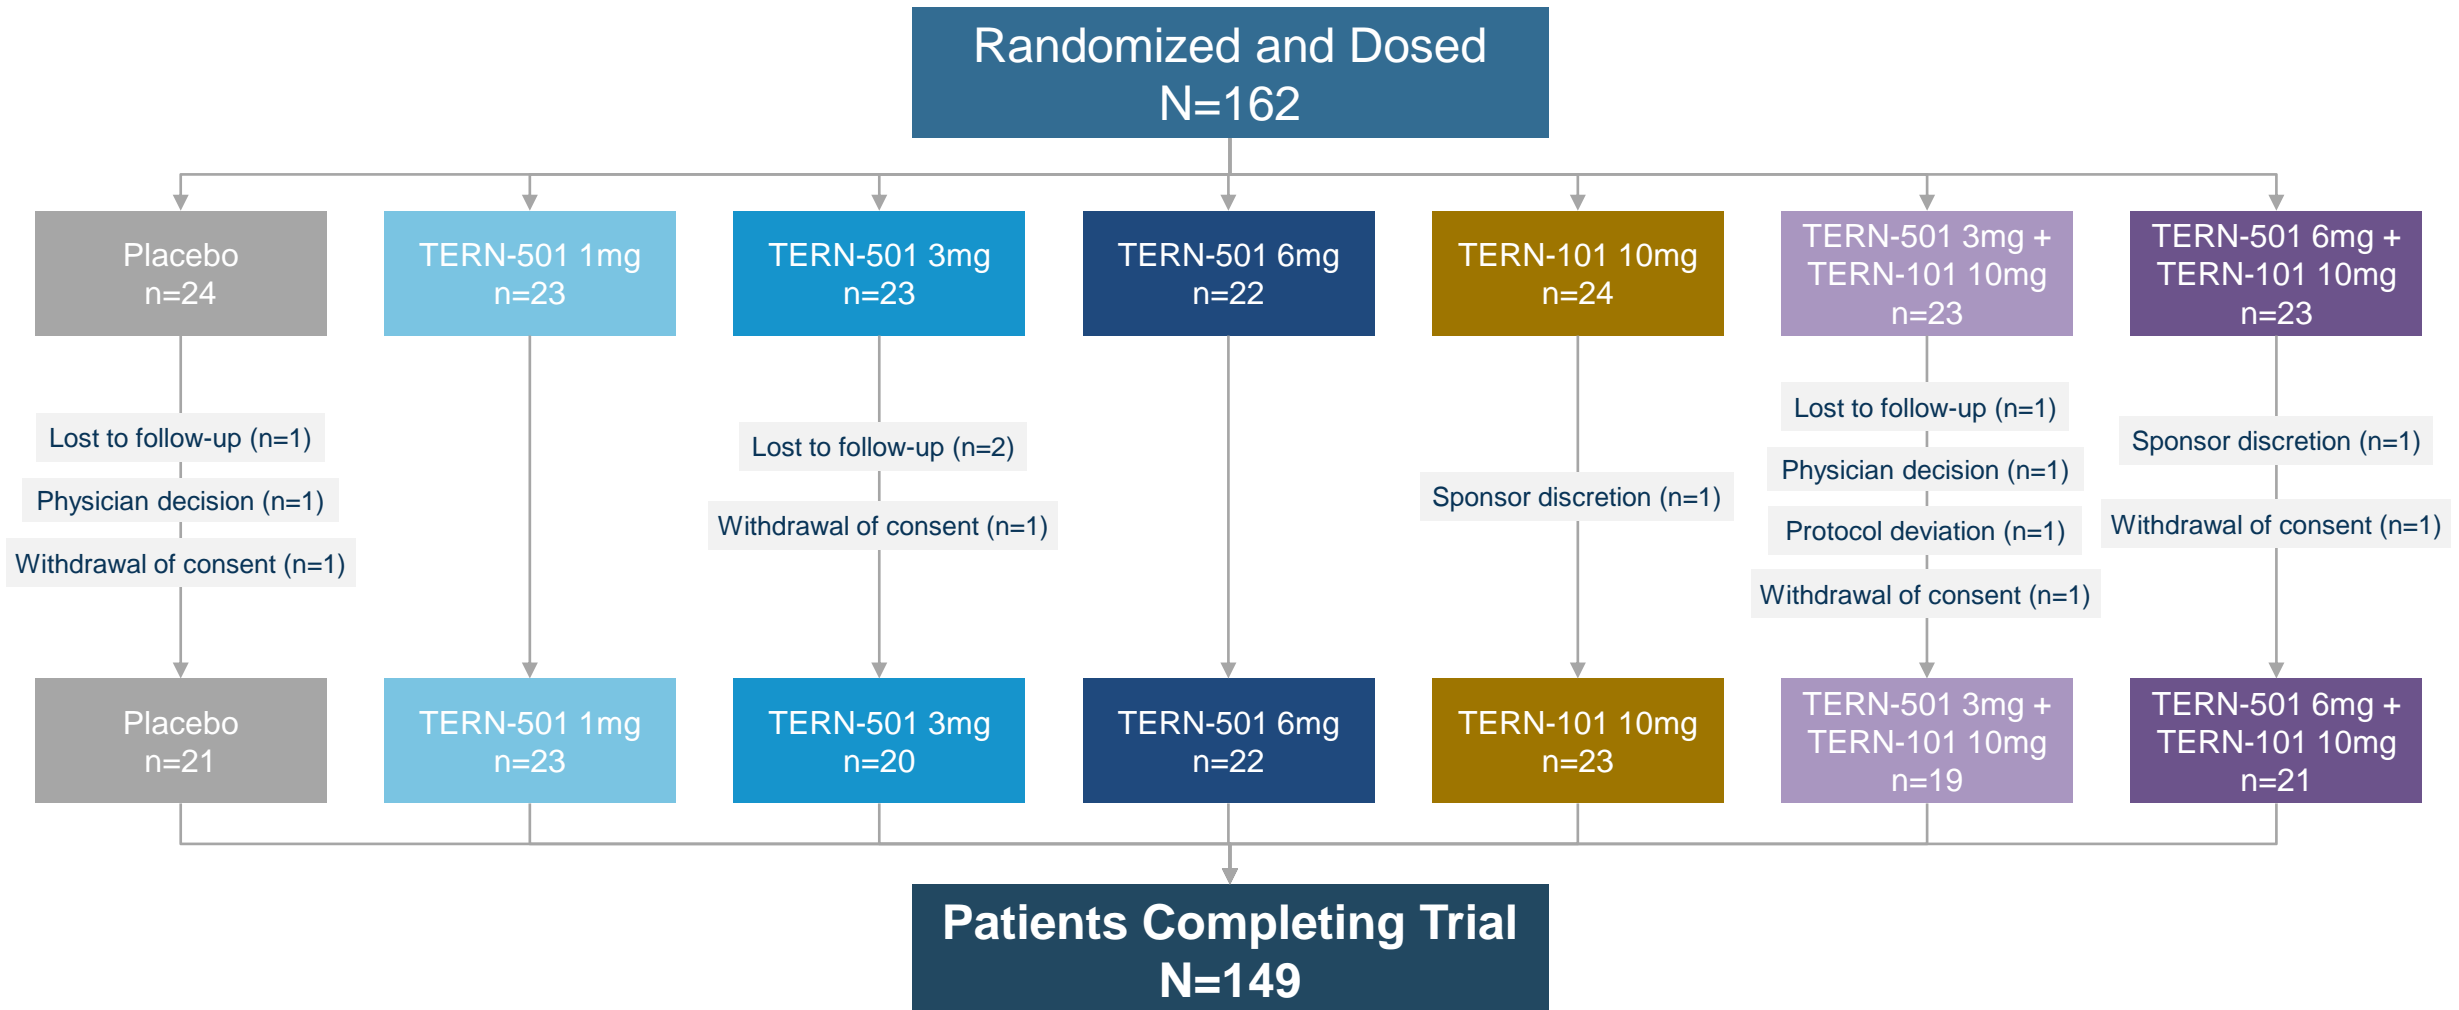 Randomized and Dosed
N=162
Placebo
n=24
TERN-501 1mg
n=23
TERN-501 3mg
n=23
TERN-501 6mg
n=22
TERN-101 10mg
n=24
TERN-501 3mg +
TERN-101 10mg
n=23
TERN-501 6mg +
TERN-101 10mg
n=23
Lost to follow-up (n=1)
Physician decision (n=1)
Withdrawal of consent (n=1)
Lost to follow-up (n=2)
Withdrawal of consent (n=1)
Sponsor discretion (n=1)
Lost to follow-up (n=1)
Physician decision (n=1)
Protocol deviation (n=1)
Withdrawal of consent (n=1)
Sponsor discretion (n=1)
Withdrawal of consent (n=1)
Placebo
n=21
TERN-501 1mg
n=23
TERN-501 3mg
n=20
TERN-501 6mg
n=22
TERN-101 10mg
n=23
TERN-501 3mg +
TERN-101 10mg
n=19
TERN-501 6mg +
TERN-101 10mg
n=21
Patients Completing Trial
N=149